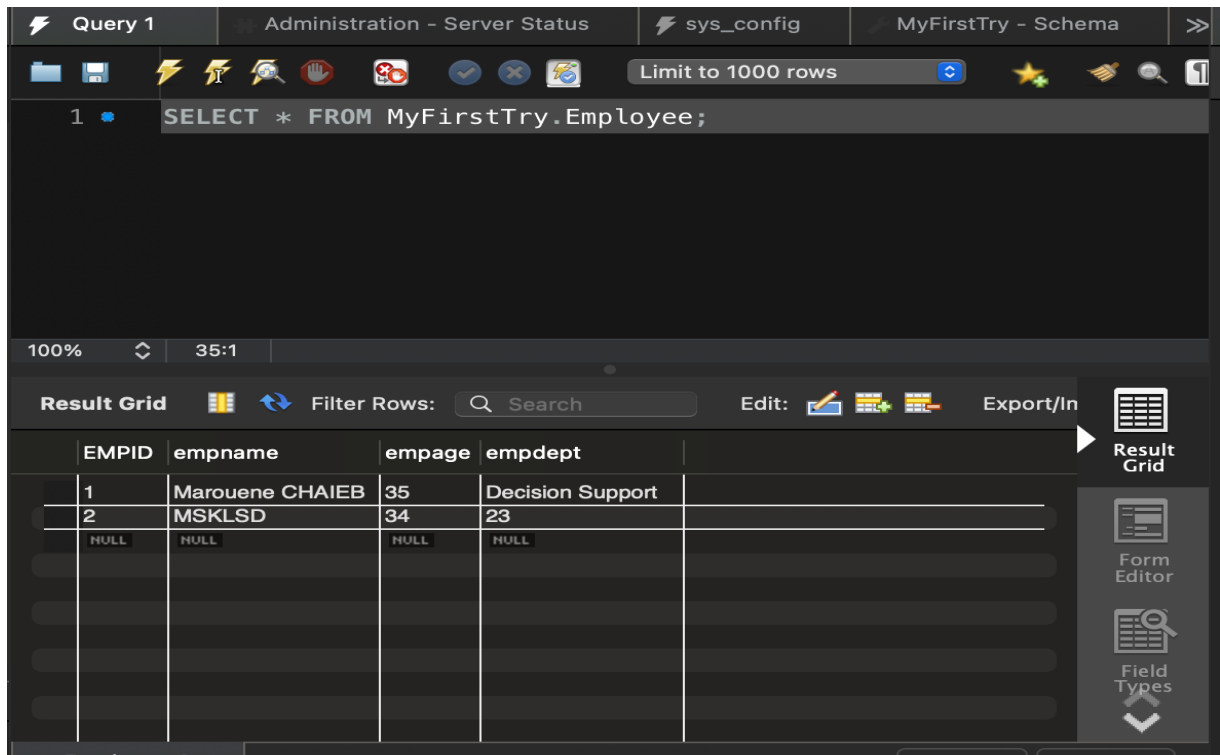 Query 1 Administration - Server Status sys_config MyFirstTry - Schema
Limit to 1000 rows
1 SELECT * FROM MyFirstTry.Employee;
100% 35:1
Result Grid Filter Rows: Search Edit: Export/Im
EMPID empname empage empdept
1 Marouene CHAIEB 35 Decision Support
2 MSKLSD 34 23
NULL NULL NULL NULL
Result
Grid
Form
Editor
Field
Types